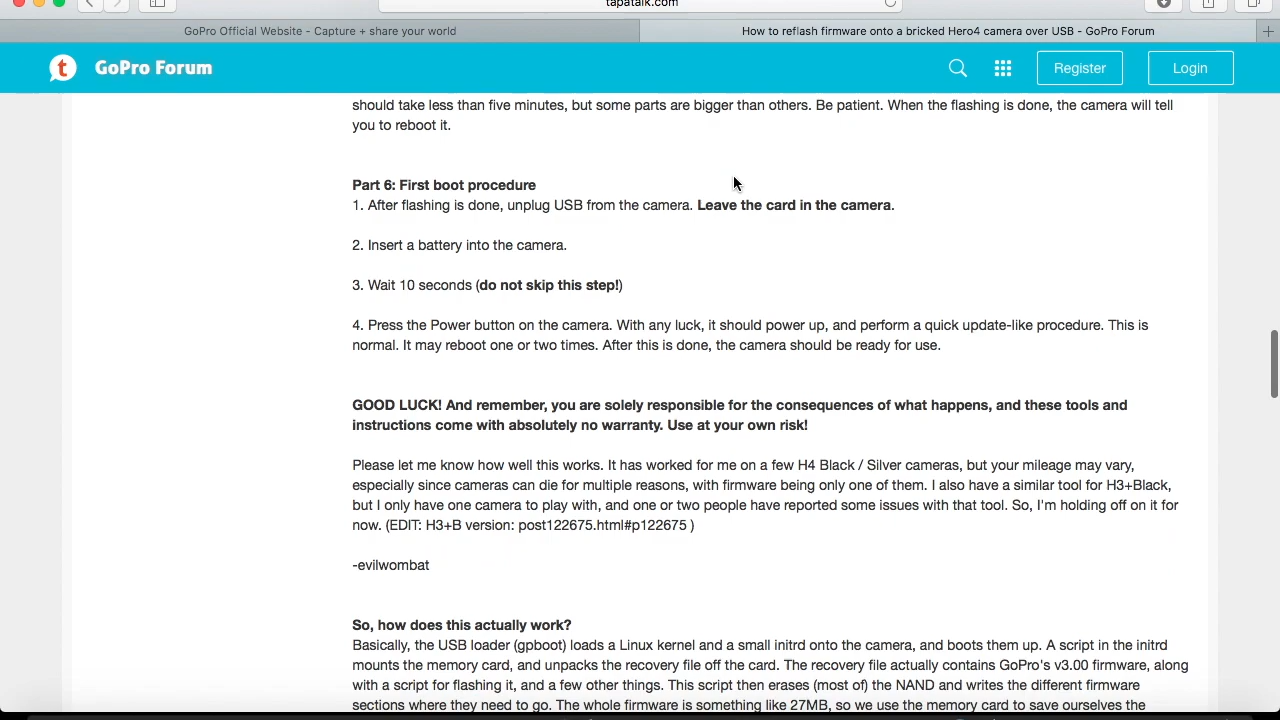 tapatalk.com
GoPro Official Website - Capture + share your world
How to reflash firmware onto a bricked Hero4 camera over USB - GoPro Forum
t GoPro Forum
Register
Login
should take less than five minutes, but some parts are bigger than others. Be patient. When the flashing is done, the camera will tell
you to reboot it.
Part 6: First boot procedure
1. After flashing is done, unplug USB from the camera. Leave the card in the camera.
2. Insert a battery into the camera.
3. Wait 10 seconds (do not skip this step!)
4. Press the Power button on the camera. With any luck, it should power up, and perform a quick update-like procedure. This is
normal. It may reboot one or two times. After this is done, the camera should be ready for use.
GOOD LUCK! And remember, you are solely responsible for the consequences of what happens, and these tools and
instructions come with absolutely no warranty. Use at your own risk!
Please let me know how well this works. It has worked for me on a few H4 Black / Silver cameras, but your mileage may vary,
especially since cameras can die for multiple reasons, with firmware being only one of them. I also have a similar tool for H3+Black,
but I only have one camera to play with, and one or two people have reported some issues with that tool. So, I'm holding off on it for
now. (EDIT: H3+B version: post122675.html#p122675 )
-evilwombat
So, how does this actually work?
Basically, the USB loader (gpboot) loads a Linux kernel and a small initrd onto the camera, and boots them up. A script in the initrd
mounts the memory card, and unpacks the recovery file off the card. The recovery file actually contains GoPro's v3.00 firmware, along
with a script for flashing it, and a few other things. This script then erases (most of) the NAND and writes the different firmware
sections where they need to go. The whole firmware is something like 27MB, so we use the memory card to save ourselves the